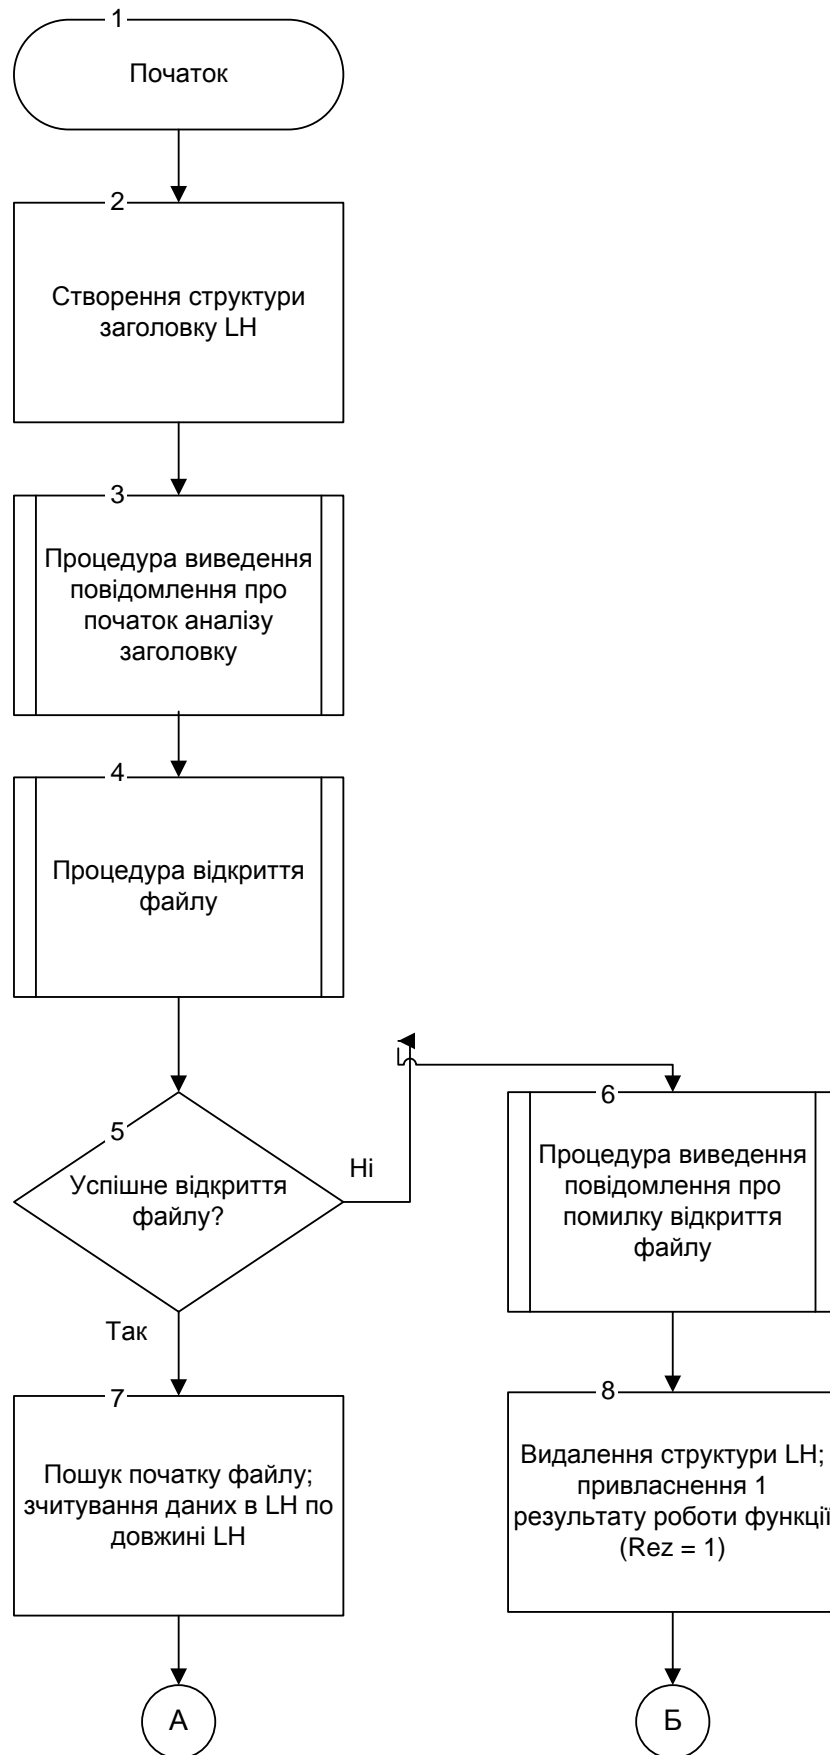 1
Початок
2
Створення структури
заголовку LH
3
Процедура виведення
повідомлення про
початок аналізу
заголовку
4
Процедура відкриття
файлу
5
Успішне відкриття
файлу?
Ні
Так
6
Процедура виведення
повідомлення про
помилку відкриття
файлу
7
Пошук початку файлу;
зчитування даних в LH по
довжині LH
8
Видалення структури LH;
привласнення 1
результату роботи функції
(Rez = 1)
А
Б